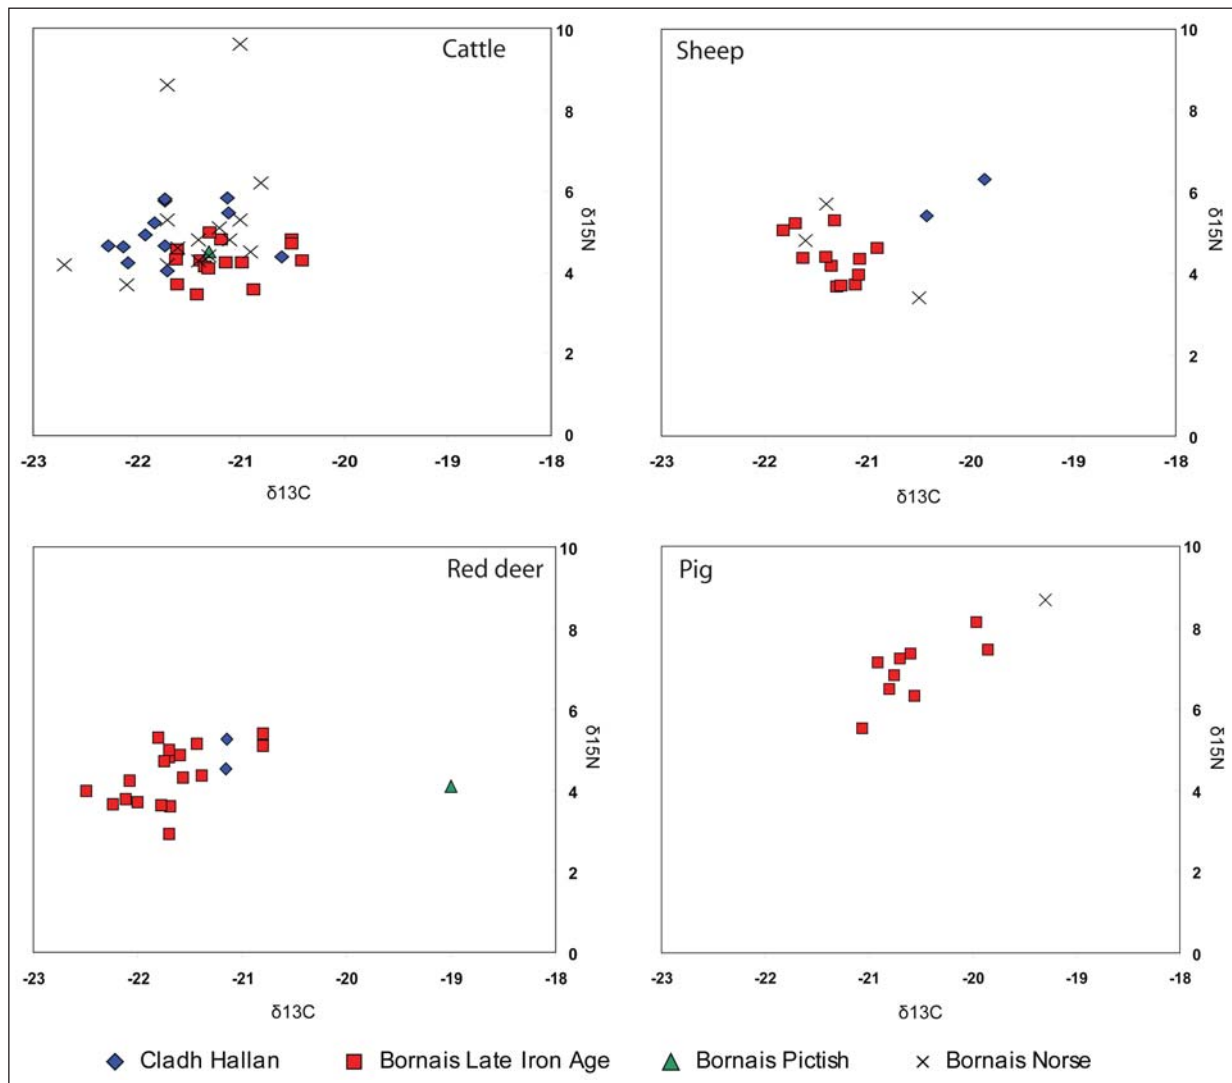 Cattle
10
8
6
4
2
0
δ15N
-23 -22 -21 -20 -19 -18
δ13C
Sheep
10
8
6
4
2
0
δ15N
-23 -22 -21 -20 -19 -18
δ13C
Red deer
10
8
6
4
2
0
δ15N
-23 -22 -21 -20 -19 -18
δ13C
Pig
10
8
6
4
2
0
δ15N
-23 -22 -21 -20 -19 -18
δ13C
Cladh Hallan Bornais Late Iron Age Bornais Pictish Bornais Norse